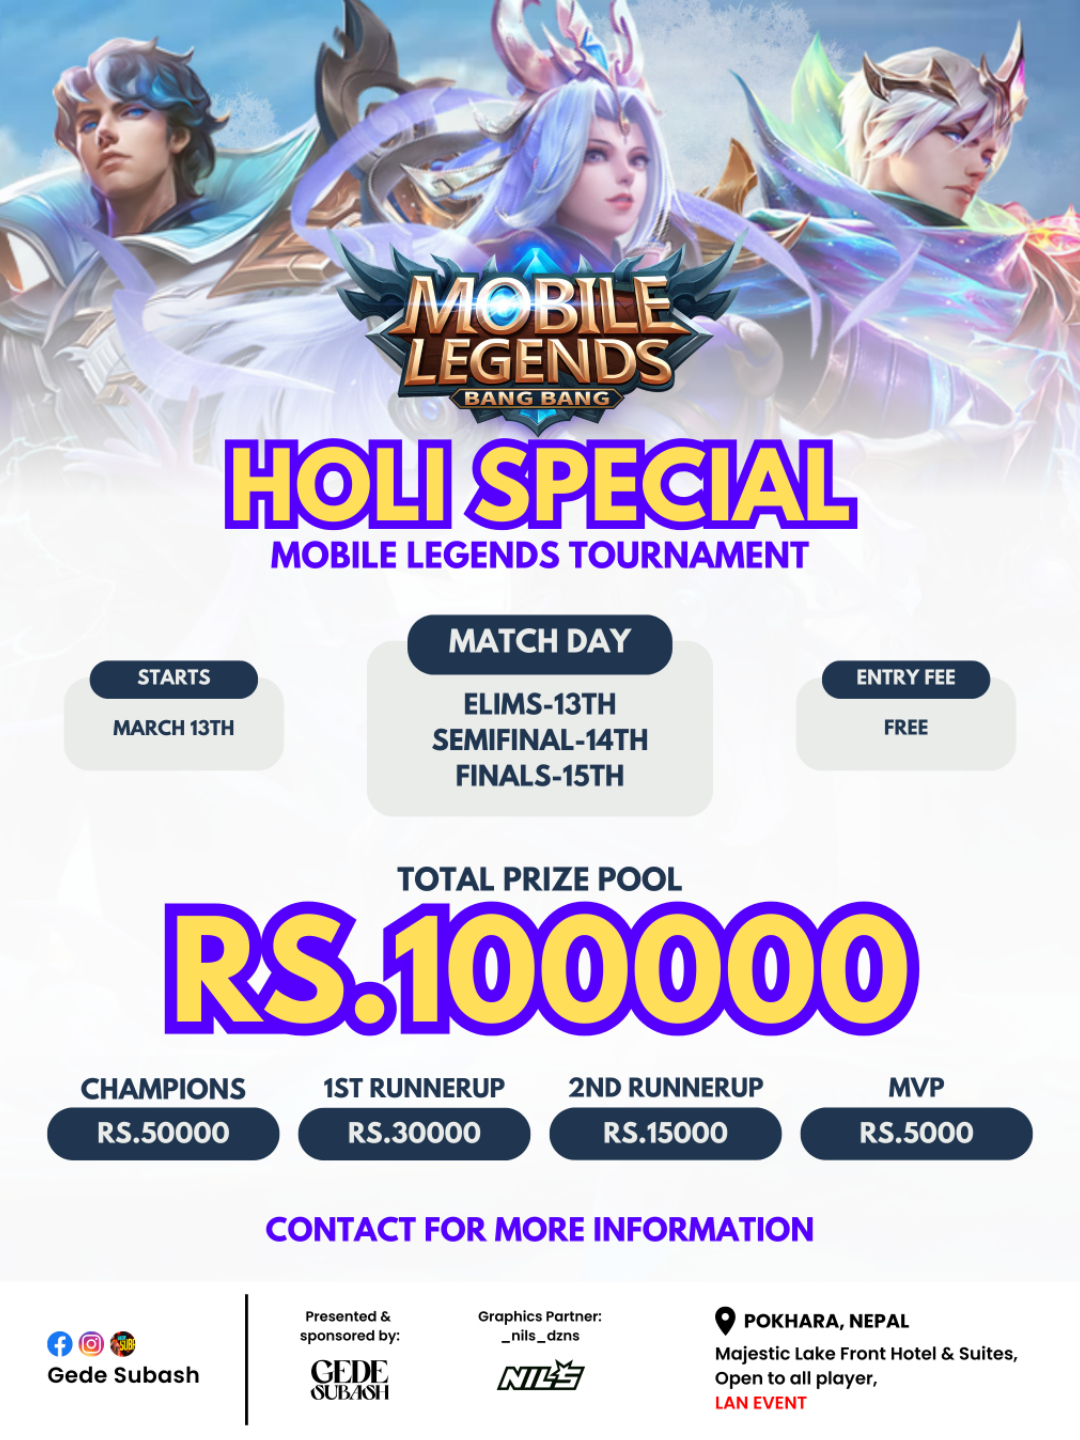 MOBILE
LEGENDS
BANG BANG
HOLI SPECIAL
MOBILE LEGENDS TOURNAMENT
STARTS
MARCH 13TH
MATCH DAY
ELIMS-13TH
SEMIFINAL-14TH
FINALS-15TH
ENTRY FEE
FREE
TOTAL PRIZE POOL
RS.100000
CHAMPIONS
RS.50000
1ST RUNNERUP
RS.30000
2ND RUNNERUP
RS.15000
MVP
RS.5000
CONTACT FOR MORE INFORMATION
Gede Subash
Presented &
sponsored by:
GEDE
SUBASH
Graphics Partner:
_nils_dzns
NIL'S
POKHARA, NEPAL
Majestic Lake Front Hotel & Suites,
Open to all player,
LAN EVENT